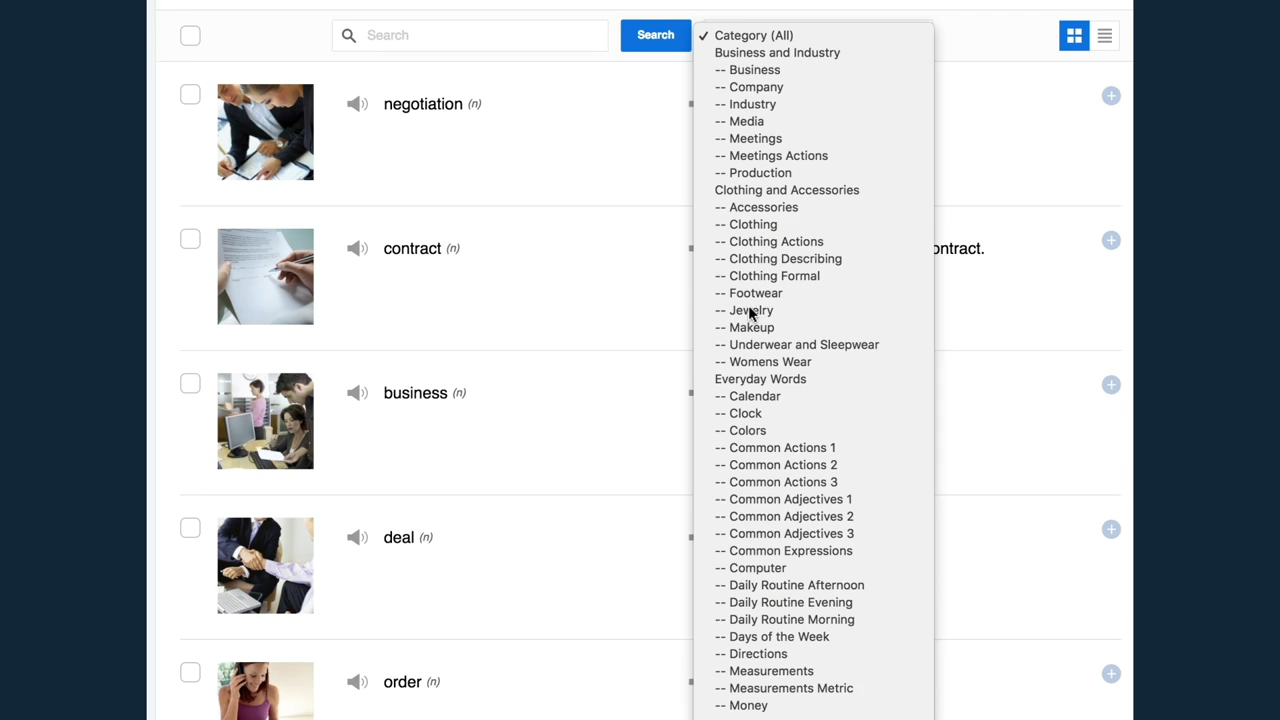 Search
Search
✓ Category (All)
Business and Industry
-- Business
-- Company
-- Industry
-- Media
-- Meetings
-- Meetings Actions
-- Production
Clothing and Accessories
-- Accessories
-- Clothing
-- Clothing Actions
-- Clothing Describing
-- Clothing Formal
-- Footwear
-- Jewelry
-- Makeup
-- Underwear and Sleepwear
-- Womens Wear
Everyday Words
-- Calendar
-- Clock
-- Colors
-- Common Actions 1
-- Common Actions 2
-- Common Actions 3
-- Common Adjectives 1
-- Common Adjectives 2
-- Common Adjectives 3
-- Common Expressions
-- Computer
-- Daily Routine Afternoon
-- Daily Routine Evening
-- Daily Routine Morning
-- Days of the Week
-- Directions
-- Measurements
-- Measurements Metric
-- Money
negotiation (n)
contract (n)
ontract.
business (n)
deal (n)
order (n)